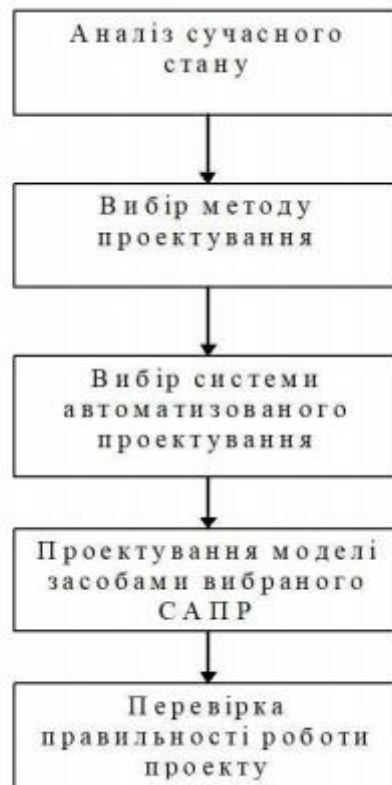 Аналіз сучасного
стану
Вибір методу
проектування
Вибір системи
автоматизованого
проектування
Проектування моделі
засобами вибраного
САПР
Перевірка
правильності роботи
проекту